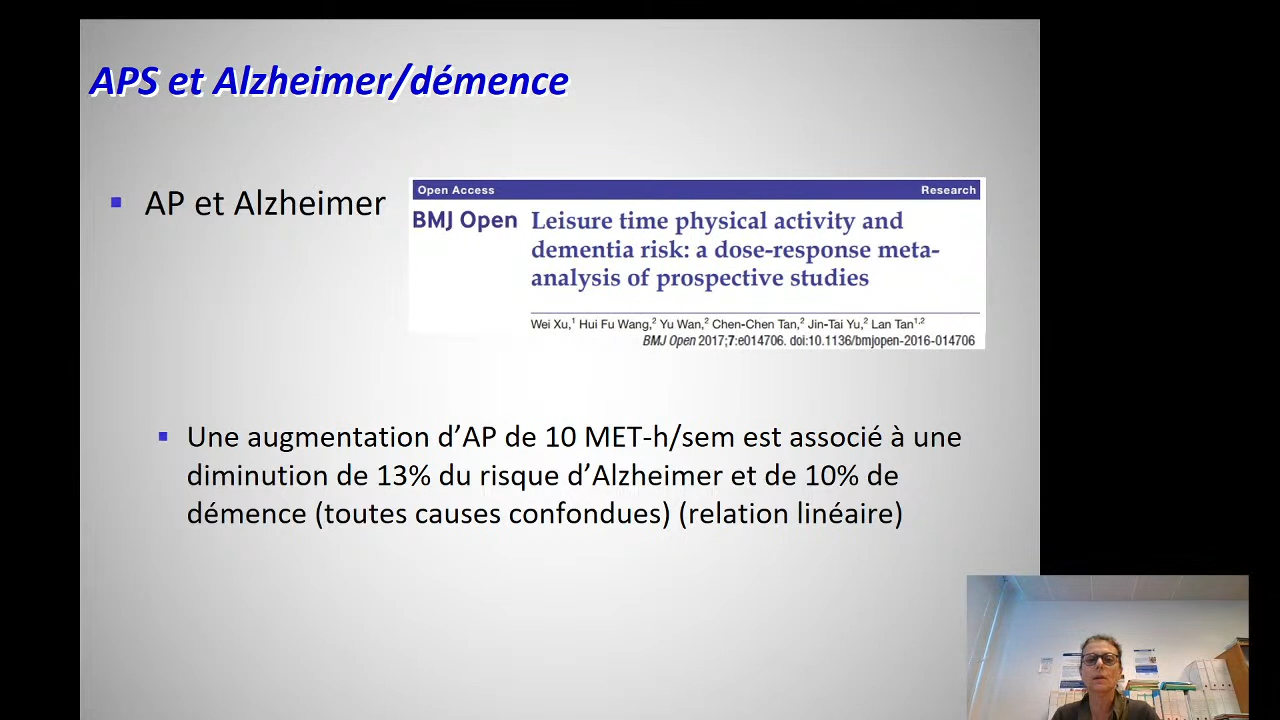 APS et Alzheimer/démence
AP et Alzheimer
Open Access
Research
BMJ Open
Leisure time physical activity and
dementia risk: a dose-response meta-
analysis of prospective studies
Wei Xu,1 Hui Fu Wang,2 Yu Wan,2 Chen-Chen Tan,2 Jin-Tai Yu,2 Lan Tan1,2
BMJ Open 2017;7:e014706. doi:10.1136/bmjopen-2016-014706
Une augmentation d’AP de 10 MET-h/sem est associé à une
diminution de 13% du risque d’Alzheimer et de 10% de
démence (toutes causes confondues) (relation linéaire)